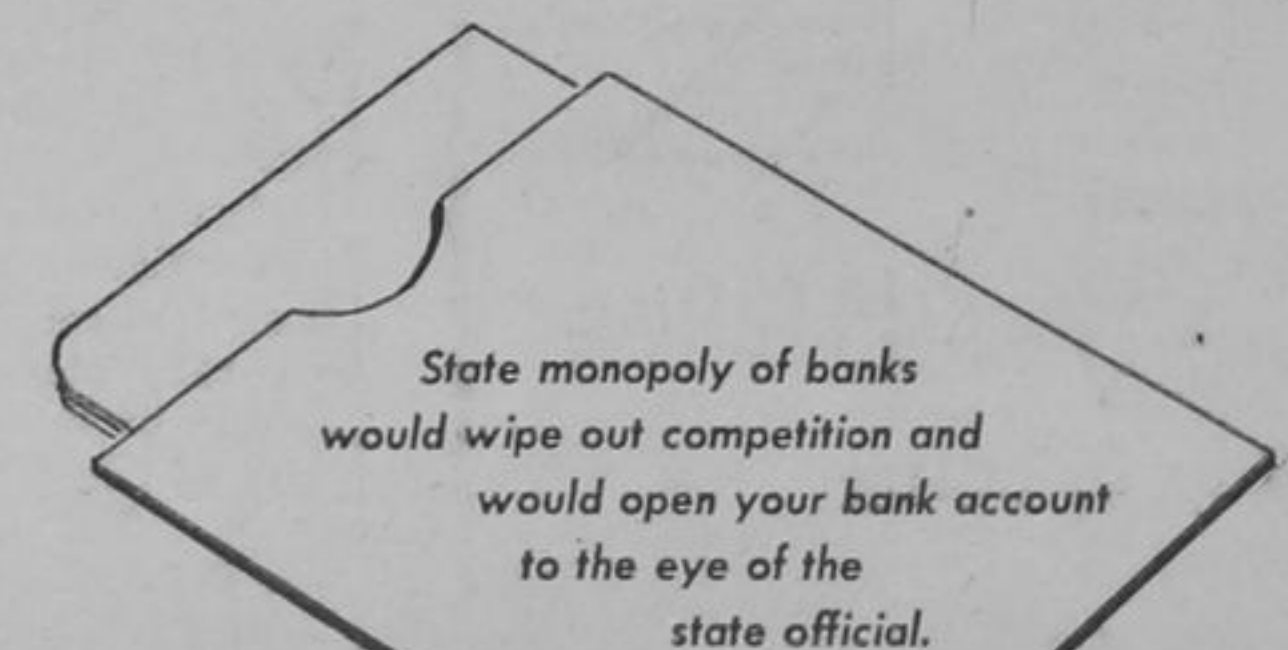 State monopoly of banks
would wipe out competition and
would open your bank account
to the eye of the
state official.